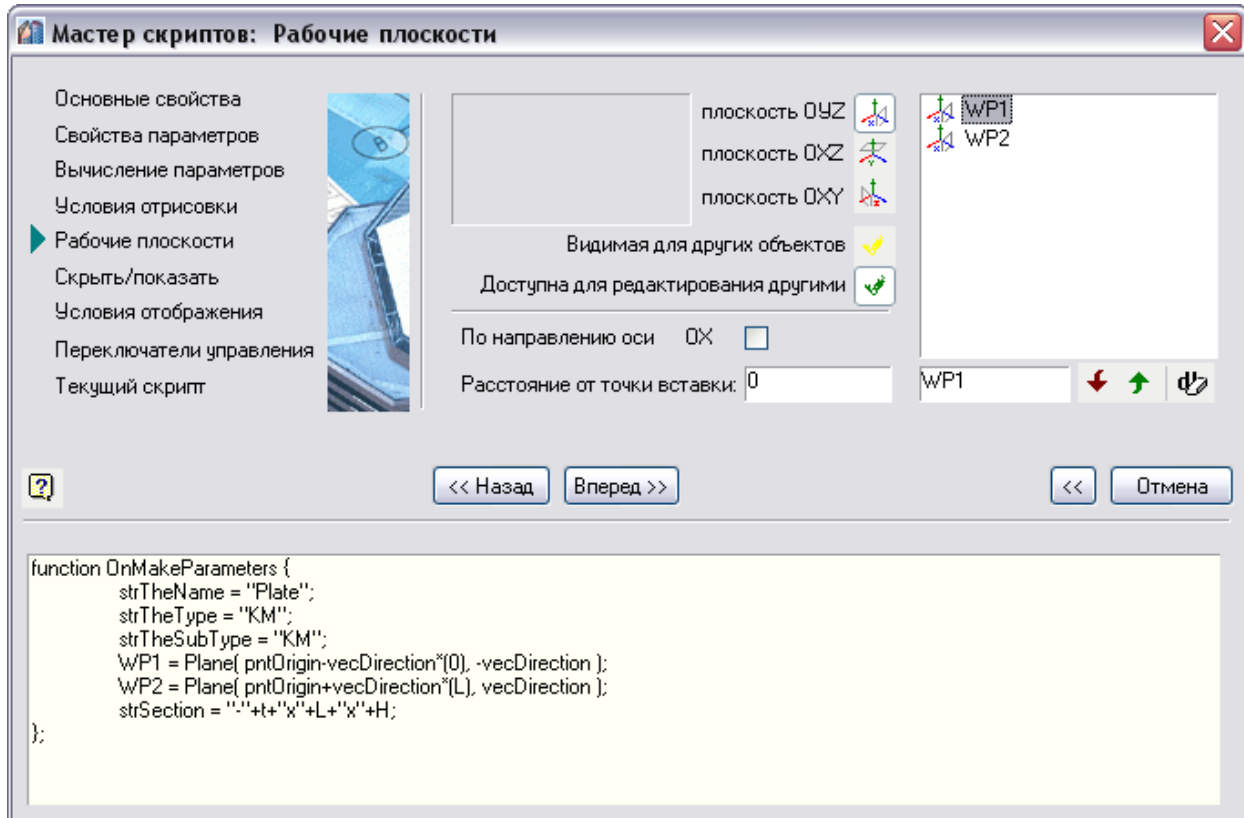 Мастер скриптов: Рабочие плоскости
Основные свойства
Свойства параметров
Вычисление параметров
Условия отрисовки
Рабочие плоскости
Скрыть/показать
Условия отображения
Переключатели управления
Текущий скрипт
B
плоскость OYZ
плоскость OXZ
плоскость OXY
Видимая для других объектов
Доступна для редактирования другими
По направлению оси OX
Расстояние от точки вставки: 0
WP1
WP2
WP1
<< Назад
Вперед >>
<<
Отмена
function OnMakeParameters {
strTheName = "Plate";
strTheType = "KM";
strTheSubType = "KM";
WP1 = Plane( pntOrigin-vecDirection*(0), -vecDirection );
WP2 = Plane( pntOrigin+vecDirection*(L), vecDirection );
strSection = "-"+t+"x"+L+"x"+H;
};